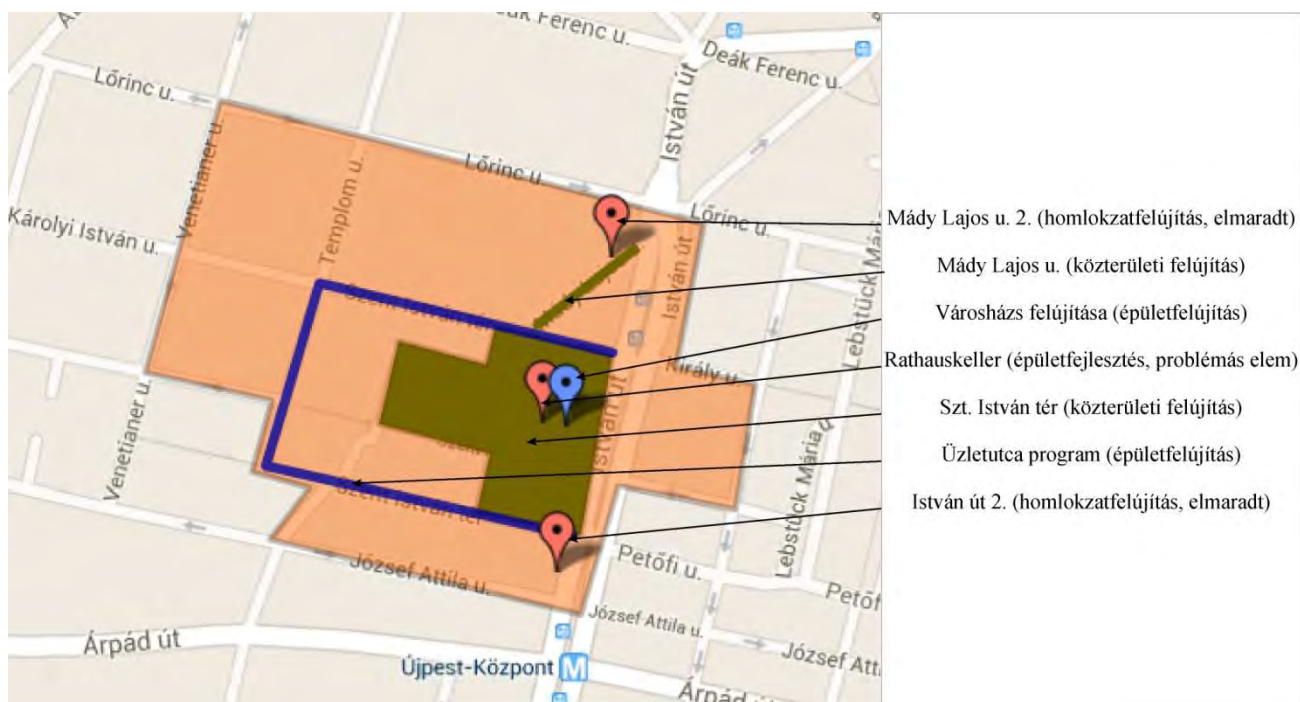 Deák Ferenc u.
Deák Ferenc u.
Lőrinc u.
István út
Lőrinc u.
Lőrinc u.
Venetianer u.
Templom u.
Károlyi István u.
Lebstück Mária
István út
Szent István tér
Király u.
István út
Lebstück Mária u
Venetianer u.
Szent István tér
József Attila u.
Petőfi u.
Petőf
József Attila u.
József Atti
Árpád út
Újpest-Központ M
Árpád út
Mády Lajos u. 2. (homlokzatfelújítás, elmaradt)
Mády Lajos u. (közterületi felújítás)
Városházs felújítása (épületfelújítás)
Rathauskeller (épületfejlesztés, problémás elem)
Szt. István tér (közterületi felújítás)
Üzletutca program (épületfelújítás)
István út 2. (homlokzatfelújítás, elmaradt)